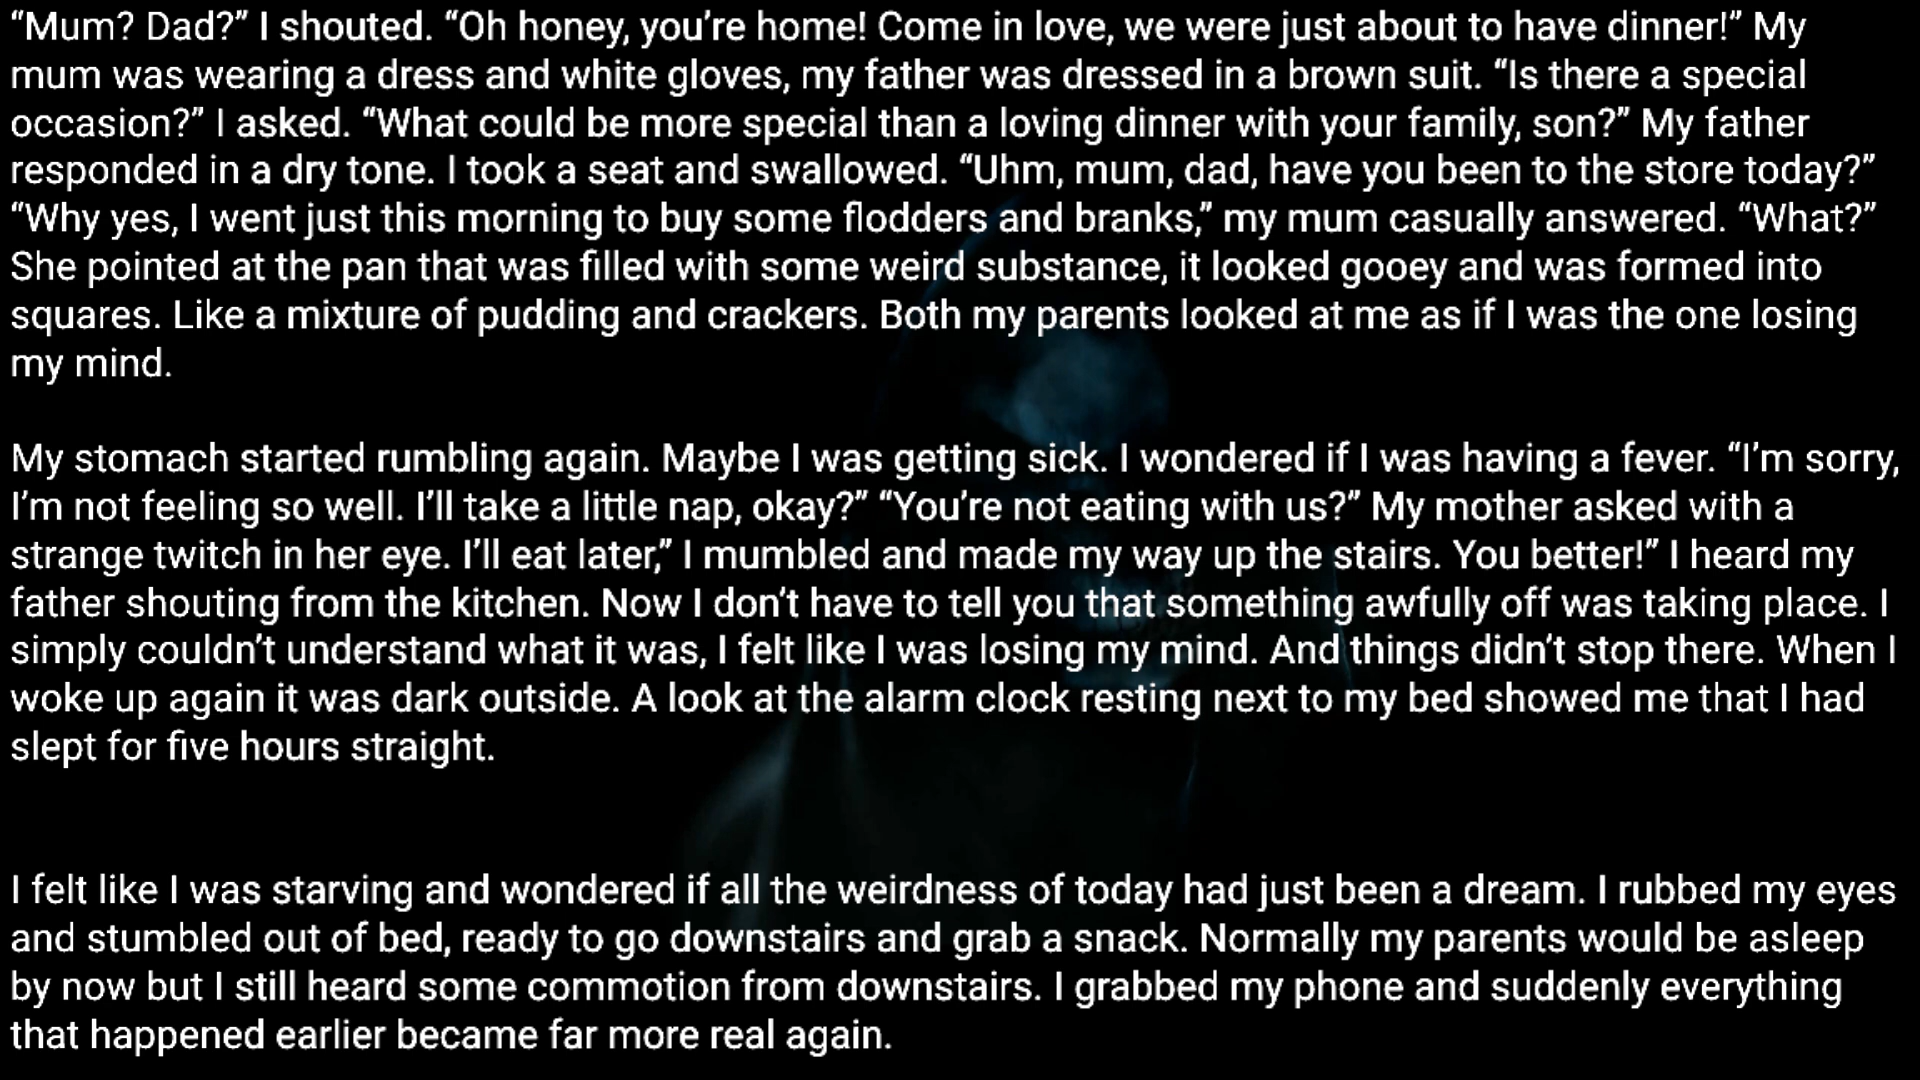 “Mum? Dad?” I shouted. “Oh honey, you’re home! Come in love, we were just about to have dinner!” My
mum was wearing a dress and white gloves, my father was dressed in a brown suit. “Is there a special
occasion?” I asked. “What could be more special than a loving dinner with your family, son?” My father
responded in a dry tone. I took a seat and swallowed. “Uhm, mum, dad, have you been to the store today?”
“Why yes, I went just this morning to buy some flodders and branks,” my mum casually answered. “What?”
She pointed at the pan that was filled with some weird substance, it looked gooey and was formed into
squares. Like a mixture of pudding and crackers. Both my parents looked at me as if I was the one losing
my mind.
My stomach started rumbling again. Maybe I was getting sick. I wondered if I was having a fever. “I’m sorry,
I’m not feeling so well. I’ll take a little nap, okay?” “You’re not eating with us?” My mother asked with a
strange twitch in her eye. I’ll eat later,” I mumbled and made my way up the stairs. You better!” I heard my
father shouting from the kitchen. Now I don’t have to tell you that something awfully off was taking place. I
simply couldn’t understand what it was, I felt like I was losing my mind. And things didn’t stop there. When I
woke up again it was dark outside. A look at the alarm clock resting next to my bed showed me that I had
slept for five hours straight.
I felt like I was starving and wondered if all the weirdness of today had just been a dream. I rubbed my eyes
and stumbled out of bed, ready to go downstairs and grab a snack. Normally my parents would be asleep
by now but I still heard some commotion from downstairs. I grabbed my phone and suddenly everything
that happened earlier became far more real again.